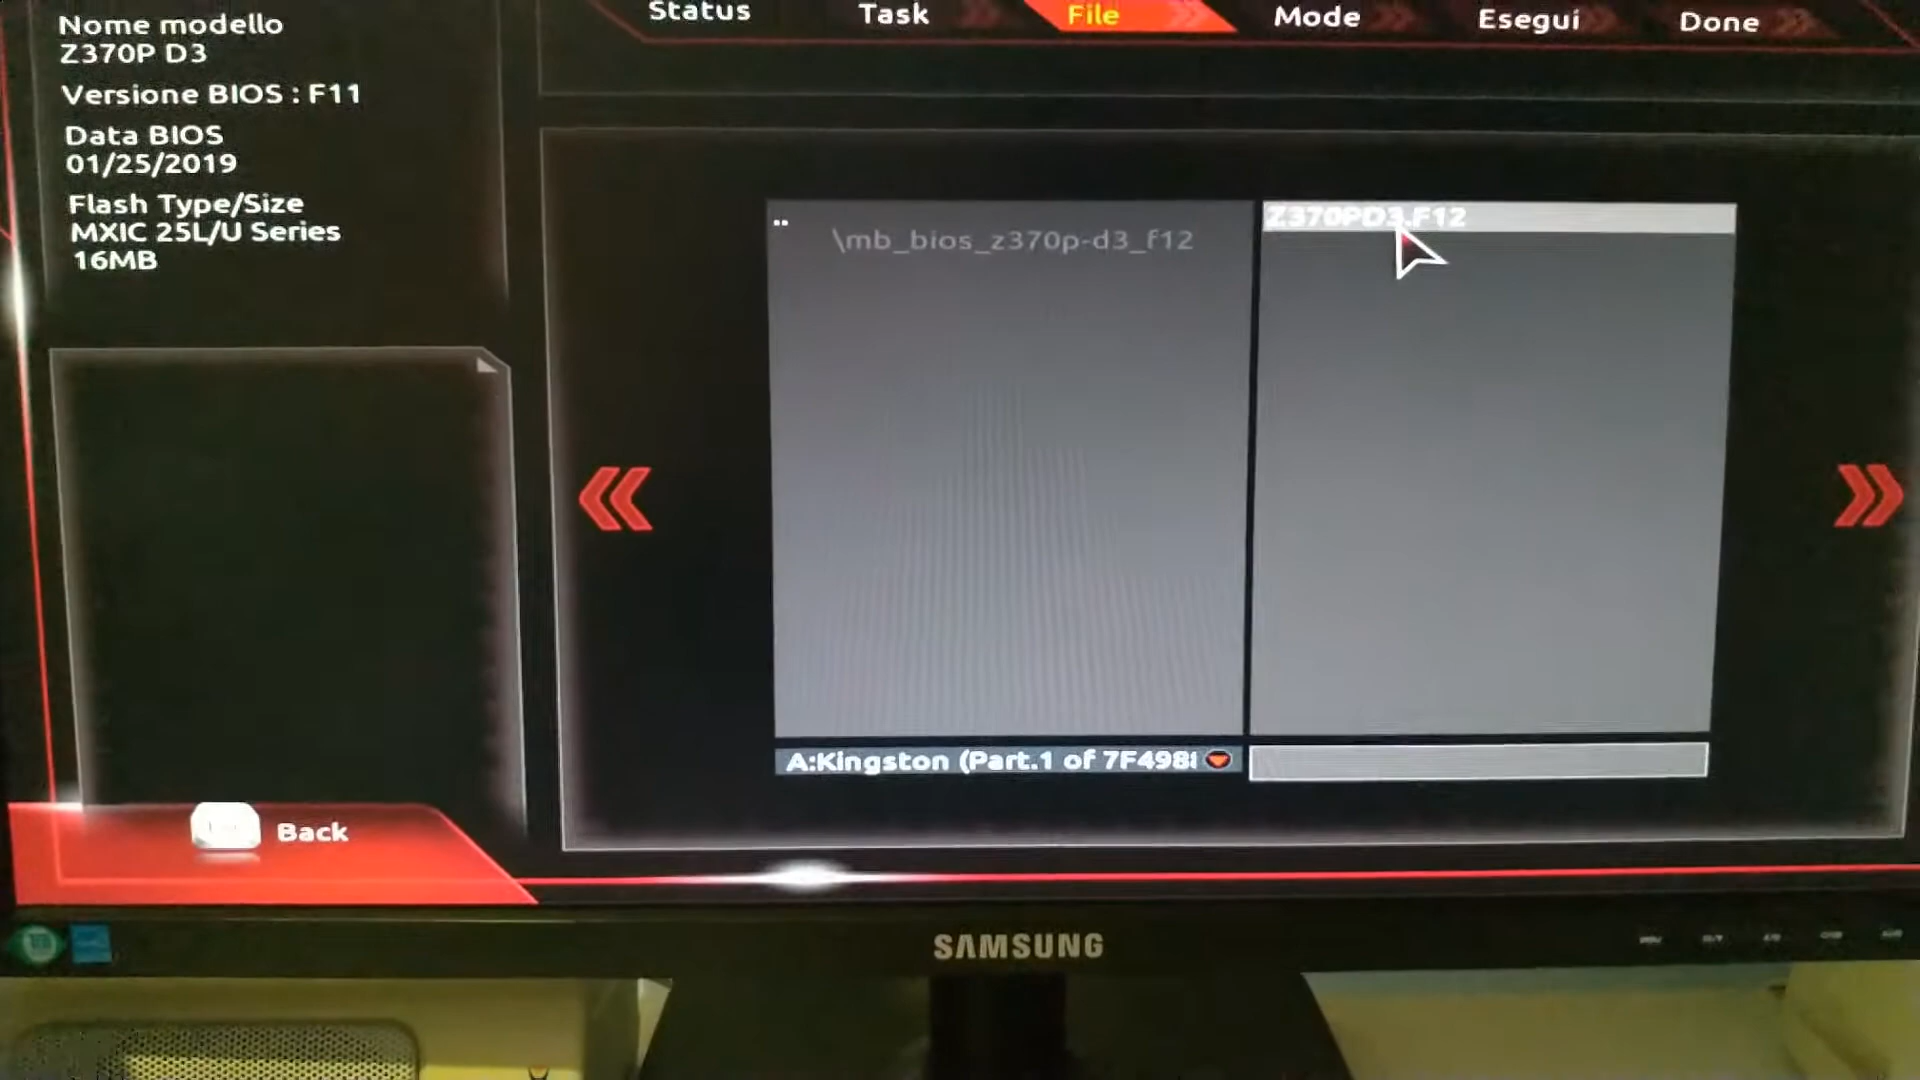 Nome modello
Z370P D3
Versione BIOS : F11
Data BIOS
01/25/2019
Flash Type/Size
MXIC 25L/U Series
16MB
Status
Task
File
Mode
Esegui
Done
..
\mb_bios_z370p-d3_f12
Z370PD3.F12
A:Kingston (Part.1 of 7F498
Back
SAMSUNG